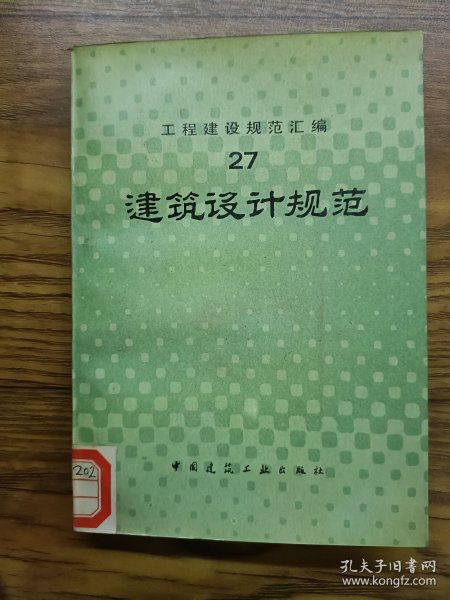 工程建设规范汇编
27
建筑设计规范
202
中国建筑工业出版社
孔夫子旧书网
www.kongfz.com